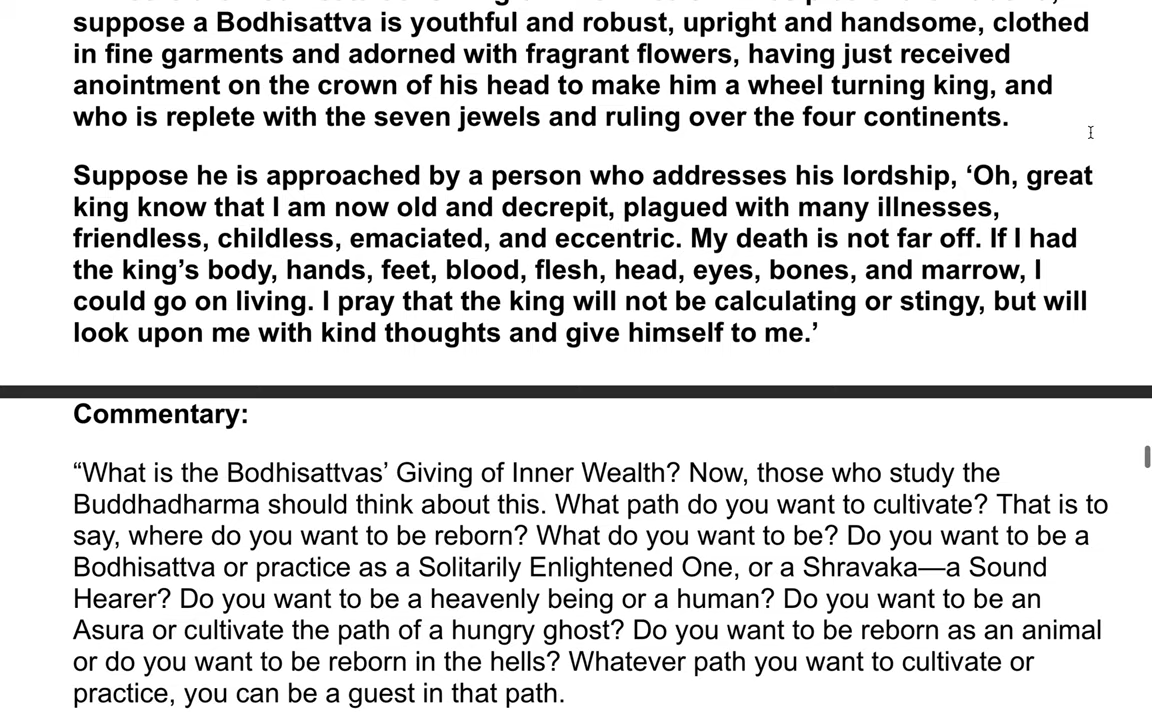 suppose a Bodhisattva is youthful and robust, upright and handsome, clothed
in fine garments and adorned with fragrant flowers, having just received
anointment on the crown of his head to make him a wheel turning king, and
who is replete with the seven jewels and ruling over the four continents.
Suppose he is approached by a person who addresses his lordship, ‘Oh, great
king know that I am now old and decrepit, plagued with many illnesses,
friendless, childless, emaciated, and eccentric. My death is not far off. If I had
the king’s body, hands, feet, blood, flesh, head, eyes, bones, and marrow, I
could go on living. I pray that the king will not be calculating or stingy, but will
look upon me with kind thoughts and give himself to me.’
Commentary:
“What is the Bodhisattvas’ Giving of Inner Wealth? Now, those who study the
Buddhadharma should think about this. What path do you want to cultivate? That is to
say, where do you want to be reborn? What do you want to be? Do you want to be a
Bodhisattva or practice as a Solitarily Enlightened One, or a Shravaka—a Sound
Hearer? Do you want to be a heavenly being or a human? Do you want to be an
Asura or cultivate the path of a hungry ghost? Do you want to be reborn as an animal
or do you want to be reborn in the hells? Whatever path you want to cultivate or
practice, you can be a guest in that path.